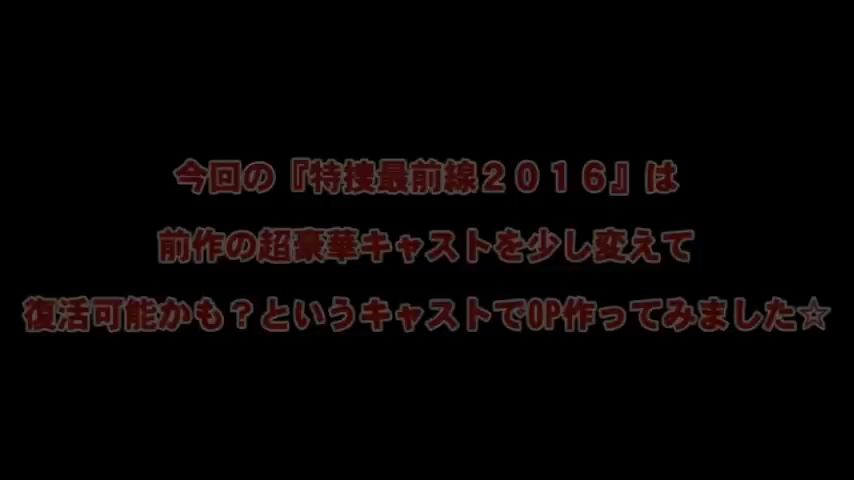 今回の『特捜最前線２０１６』は
前作の超豪華キャストを少し変えて
復活可能かも？というキャストでOP作ってみました☆